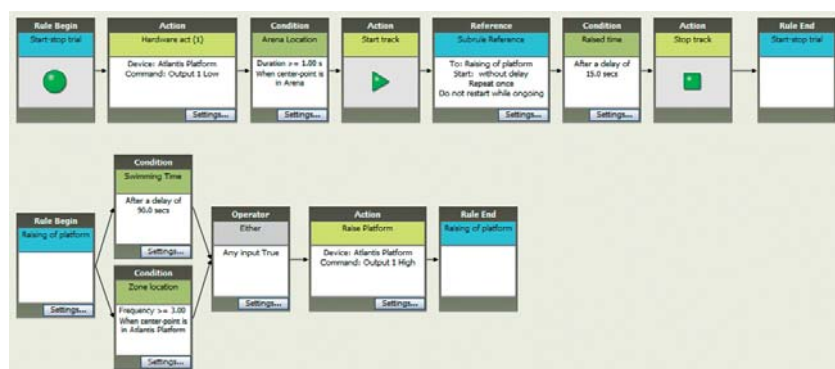 Rule Begin
Start-stop trial
Action
Hardware act (1)
Device: Atlantis Platform
Command: Output 1 Low
Settings...
Condition
Arena Location
Duration >= 1.00 s
When center-point is
in Arena
Settings...
Action
Start track
Reference
Subrule Reference
To: Raising of platform
Start: without delay
Repeat once
Do not restart while ongoing
Settings...
Condition
Raised time
After a delay of
15.0 secs
Settings...
Action
Stop track
Rule End
Start-stop trial
Rule Begin
Raising of platform
Settings...
Condition
Swimming Time
After a delay of
90.0 secs
Settings...
Condition
Zone location
Frequency >= 3.00
When center-point is
in Atlantis Platform
Settings...
Operator
Either
Any input True
Settings...
Action
Raise Platform
Device: Atlantis Platform
Command: Output 1 High
Settings...
Rule End
Raising of platform